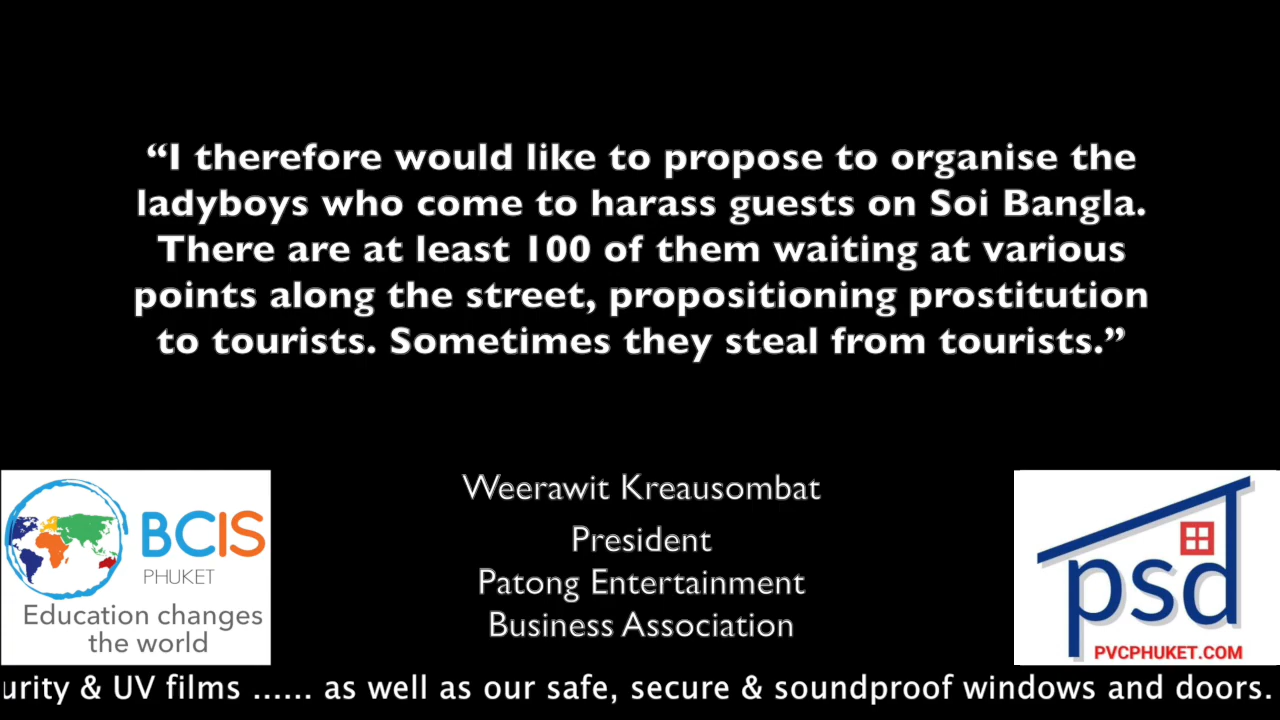 “I therefore would like to propose to organise the
ladyboys who come to harass guests on Soi Bangla.
There are at least 100 of them waiting at various
points along the street, propositioning prostitution
to tourists. Sometimes they steal from tourists.”
Weerawit Kreausombat
President
Patong Entertainment
Business Association
BCIS
PHUKET
Education changes
the world
psd
PVCPHUKET.COM
urity & UV films ...... as well as our safe, secure & soundproof windows and doors.